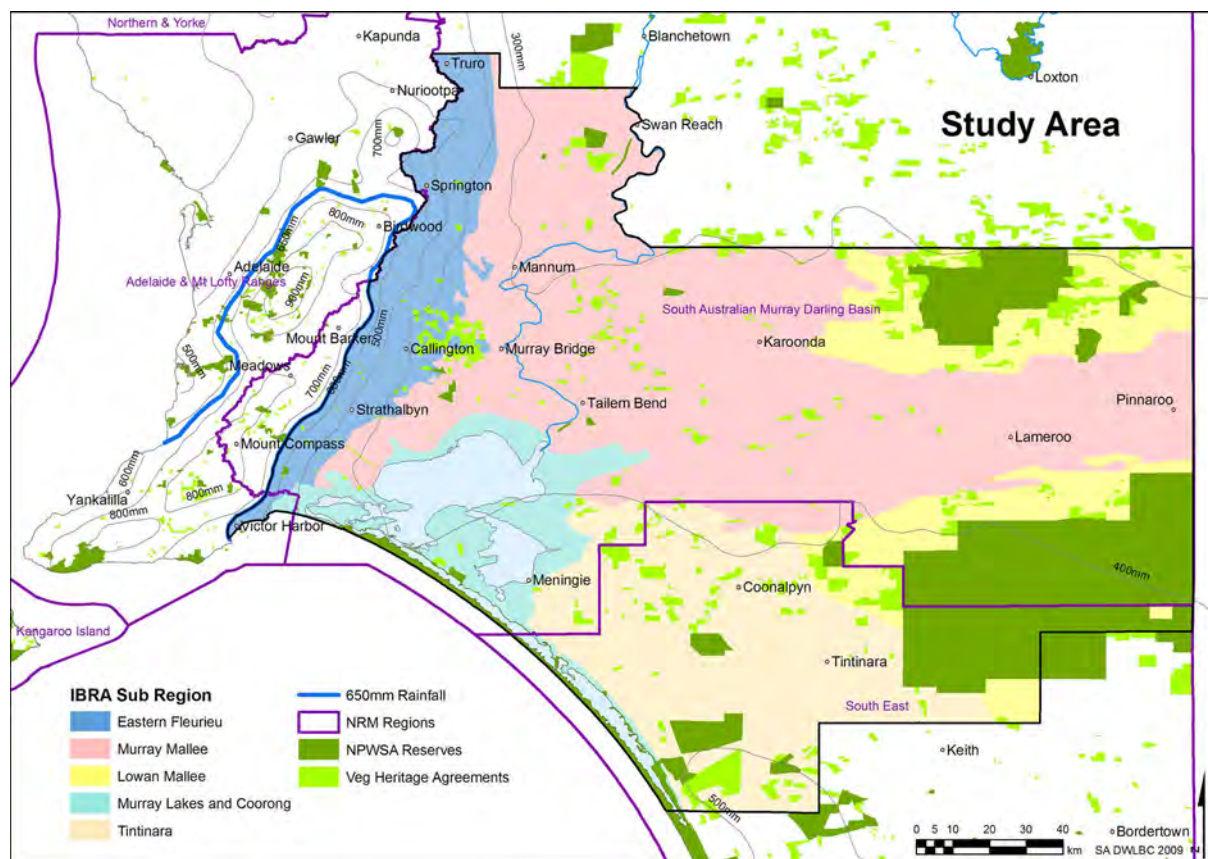 Northern & Yorke
Kapunda
300mm
Blanchetown
Truro
Loxton
Nuriootpa
Swan Reach
Study Area
Gawler
700mm
Springton
800mm
Birdwood
Adelaide
Mannum
Adelaide & Mt Lofty Ranges
900mm
South Australian Murray Darling Basin
500mm
Mount Barker
Callington
Murray Bridge
Karoonda
500mm
Meadows
700mm
Tailem Bend
Pinnaroo
Strathalbyn
Lameroo
Mount Compass
600mm
Yankalilla
800mm
800mm
Victor Harbor
400mm
Meningie
Coonalpyn
Kangaroo Island
Tintinara
IBRA Sub Region
Eastern Fleurieu
Murray Mallee
Lowan Mallee
Murray Lakes and Coorong
Tintinara
650mm Rainfall
NRM Regions
NPWSA Reserves
Veg Heritage Agreements
South East
Keith
500mm
0 5 10 20 30 40
km
Bordertown
SA DWLBC 2009 N